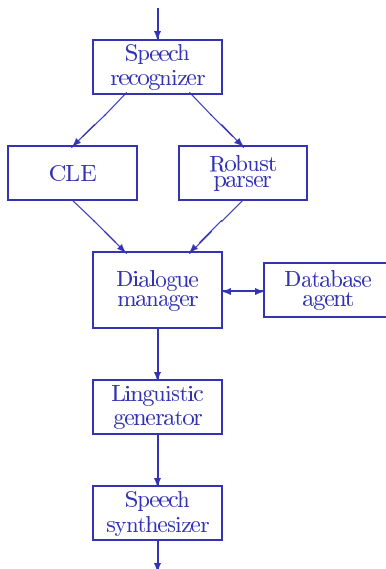 Speech
recognizer
CLE
Robust
parser
Dialogue
manager
Database
agent
Linguistic
generator
Speech
synthesizer